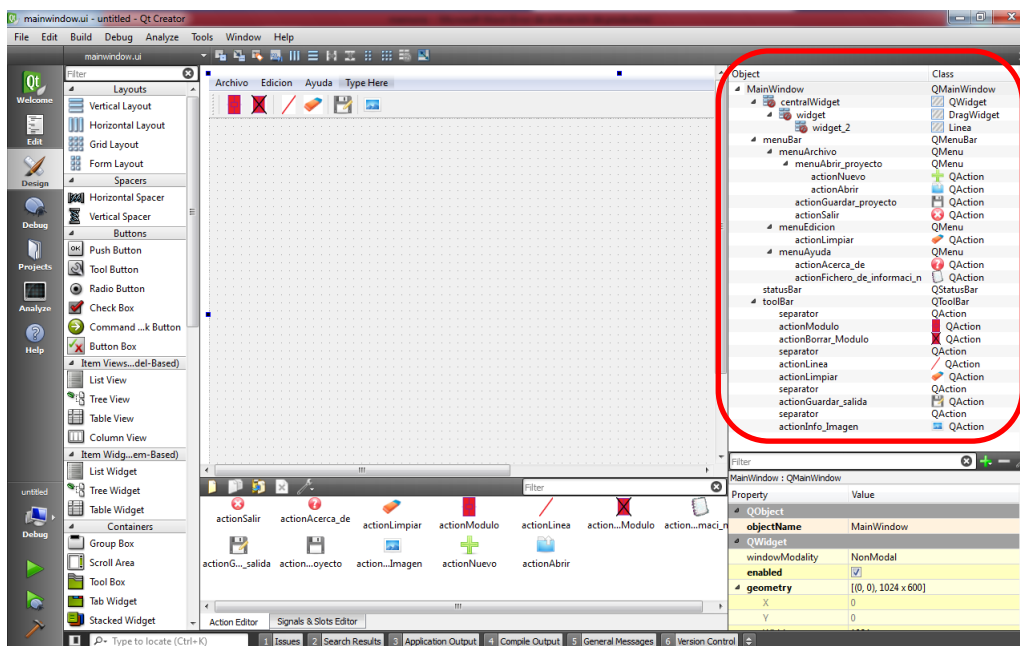 mainwindow.ui - untitled - Qt Creator
File Edit Build Debug Analyze Tools Window Help
mainwindow.ui
Welcome
Edit
Design
Debug
Projects
Analyze
Help
untitled
Debug
Filter
Layouts
Vertical Layout
Horizontal Layout
Grid Layout
Form Layout
Spacers
Horizontal Spacer
Vertical Spacer
Buttons
OK Push Button
Tool Button
Radio Button
Check Box
Command ...k Button
Button Box
Item Views...del-Based)
List View
Tree View
Table View
Column View
Item Widg...em-Based)
List Widget
Tree Widget
Table Widget
Containers
Group Box
Scroll Area
Tool Box
Tab Widget
Stacked Widget
Archivo Edicion Ayuda Type Here
Filter
actionSalir actionAcerca_de actionLimpiar actionModulo actionLinea action...Modulo action...maci_n
actionG..._salida action...oyecto action...Imagen actionNuevo actionAbrir
Action Editor Signals & Slots Editor
Object Class
MainWindow QMainWindow
centralWidget QWidget
widget DragWidget
widget_2 Linea
menuBar QMenuBar
menuArchivo QMenu
menuAbrir_proyecto QMenu
actionNuevo QAction
actionAbrir QAction
actionGuardar_proyecto QAction
actionSalir QAction
menuEdicion QMenu
actionLimpiar QAction
menuAyuda QMenu
actionAcerca_de QAction
actionFichero_de_informaci_n QAction
statusBar QStatusBar
toolBar QToolBar
separator QAction
actionModulo QAction
actionBorrar_Modulo QAction
separator QAction
actionLinea QAction
actionLimpiar QAction
separator QAction
actionGuardar_salida QAction
separator QAction
actionInfo_Imagen QAction
Filter
MainWindow : QMainWindow
Property Value
QObject
objectName MainWindow
QWidget
windowModality NonModal
enabled
geometry [(0, 0), 1024 x 600]
X 0
Y 0
Type to locate (Ctrl+K) 1 Issues 2 Search Results 3 Application Output 4 Compile Output 5 General Messages 6 Version Control